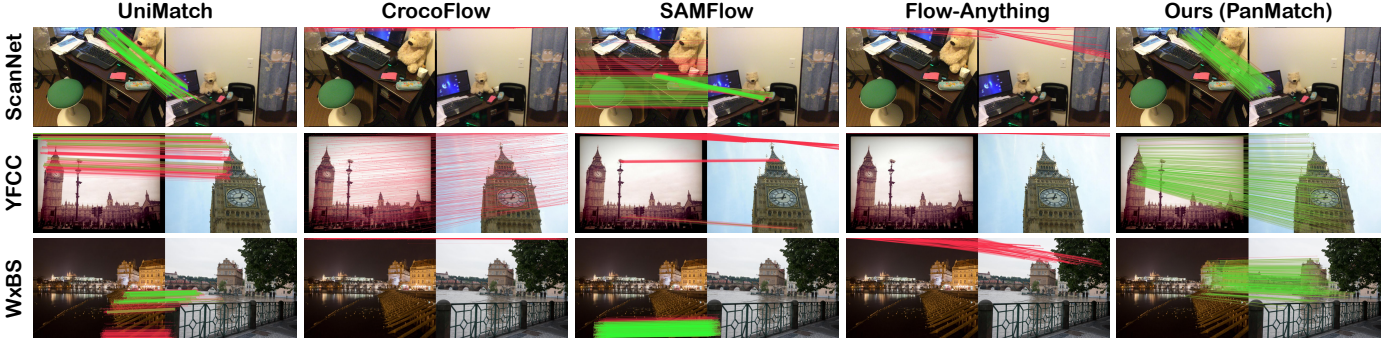 UniMatch CrocoFlow SAMFlow Flow-Anything Ours (PanMatch)
ScanNet
YFCC
WxBS